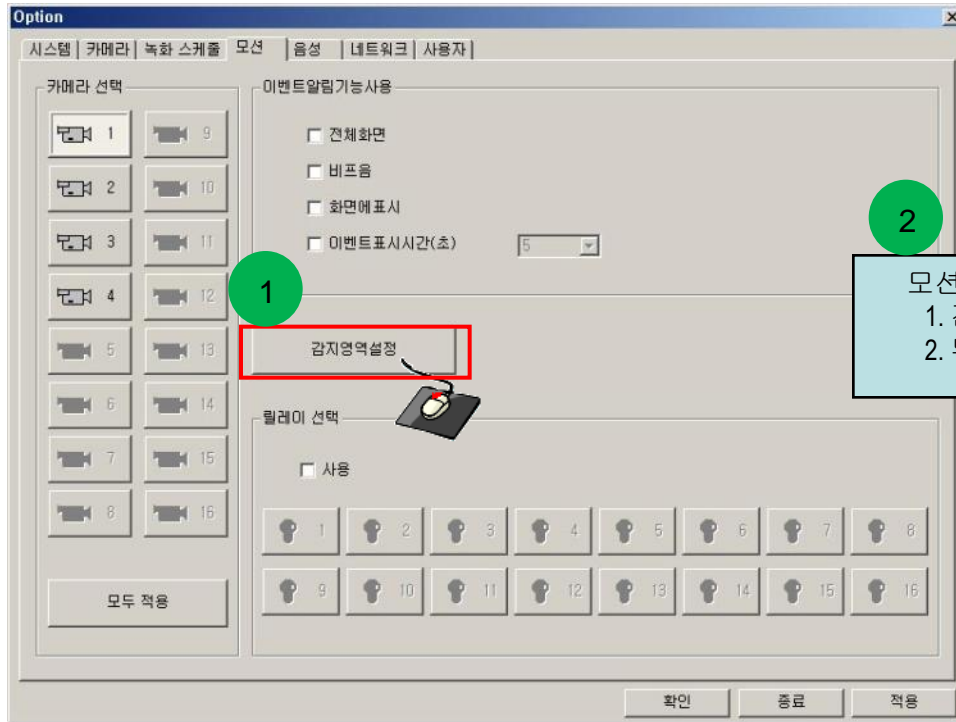 Option
시스템 카메라 녹화 스케줄 모션 음성 네트워크 사용자
카메라 선택
1 9
2 10
3 11
4 12
5 13
6 14
7 15
8 16
모두 적용
이벤트알림기능사용
전체화면
비프음
화면에표시
이벤트표시시간(초) 5
1
감지영역설정
릴레이 선택
사용
1 2 3 4 5 6 7 8
9 10 11 12 13 14 15 16
2
모션
1.
2.
확인 종료 적용